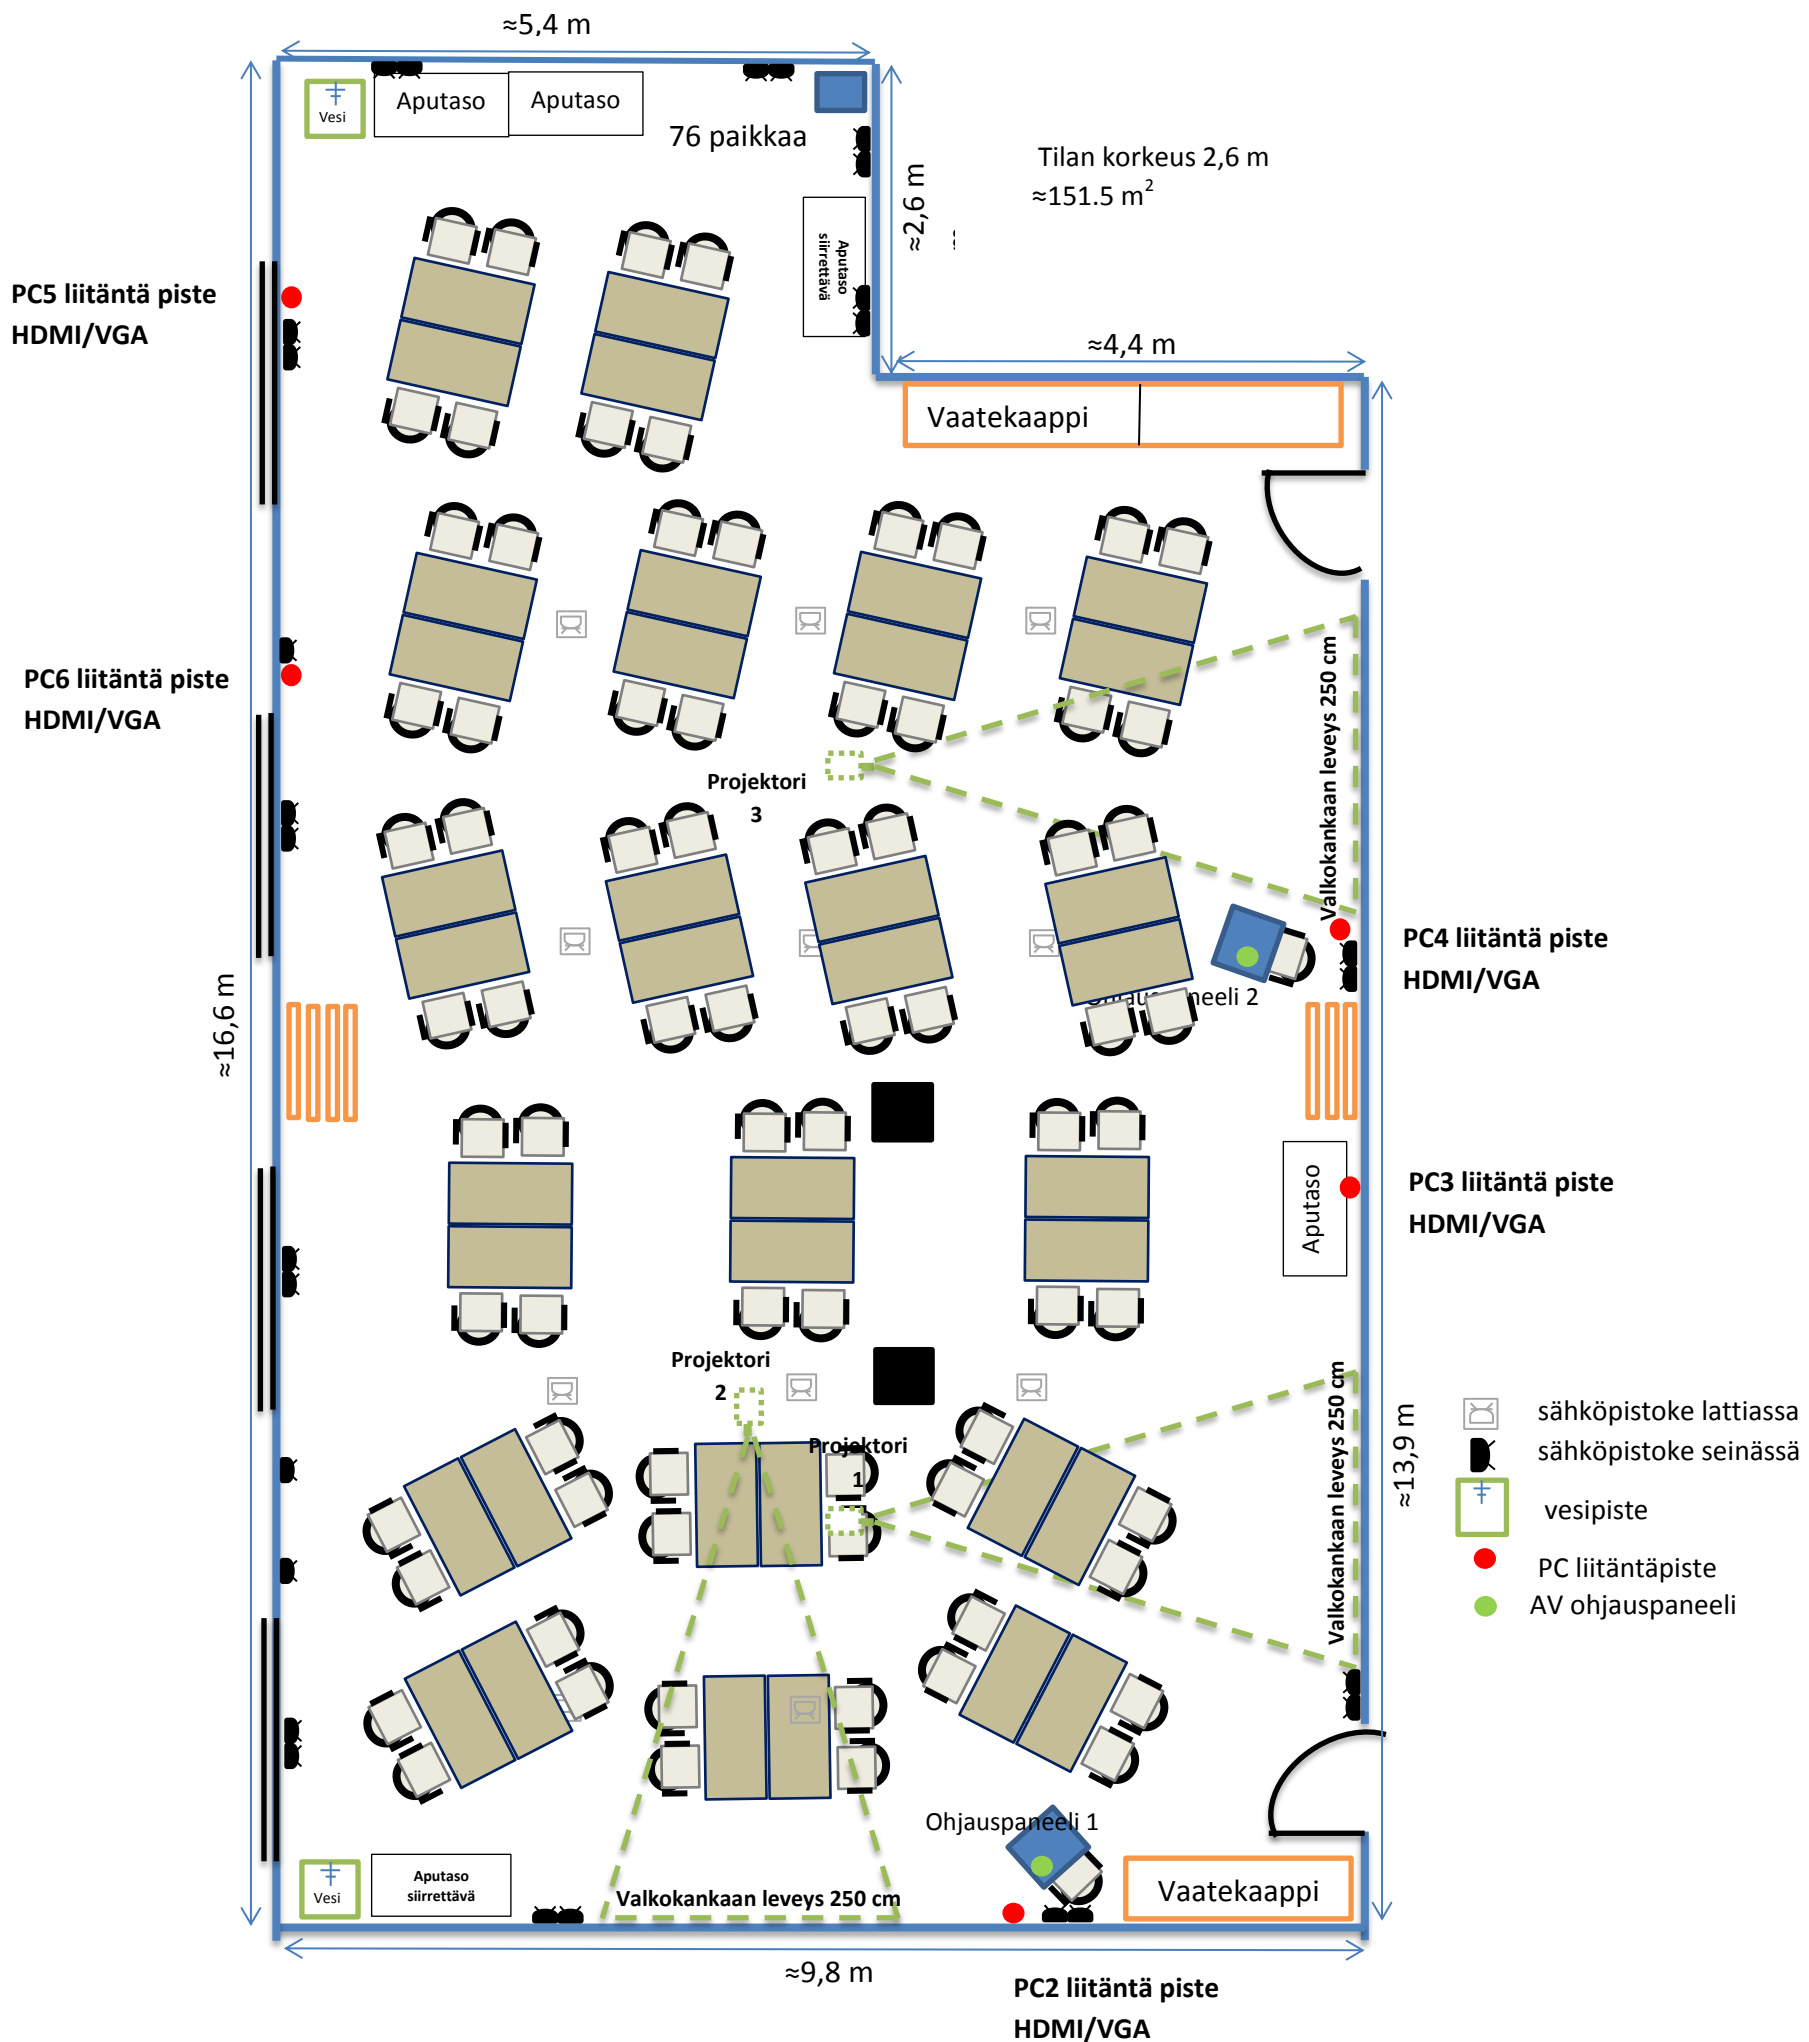 ≈5,4 m
Vesi
Aputaso
Aputaso
76 paikkaa
Tilan korkeus 2,6 m
≈151.5 m²
≈2,6 m
Aputaso
siirrettävä
PC5 liitäntä piste
HDMI/VGA
≈4,4 m
Vaatekaappi
PC6 liitäntä piste
HDMI/VGA
Valkokankaan leveys 250 cm
Projektori
3
PC4 liitäntä piste
HDMI/VGA
Ohjauspaneeli 2
≈16,6 m
Aputaso
PC3 liitäntä piste
HDMI/VGA
Projektori
2
Valkokankaan leveys 250 cm
≈13,9 m
sähköpistoke lattiassa
sähköpistoke seinässä
vesipiste
PC liitäntäpiste
AV ohjauspaneeli
Projektori
1
Ohjauspaneeli 1
Vesi
Aputaso
siirrettävä
Valkokankaan leveys 250 cm
Vaatekaappi
≈9,8 m
PC2 liitäntä piste
HDMI/VGA